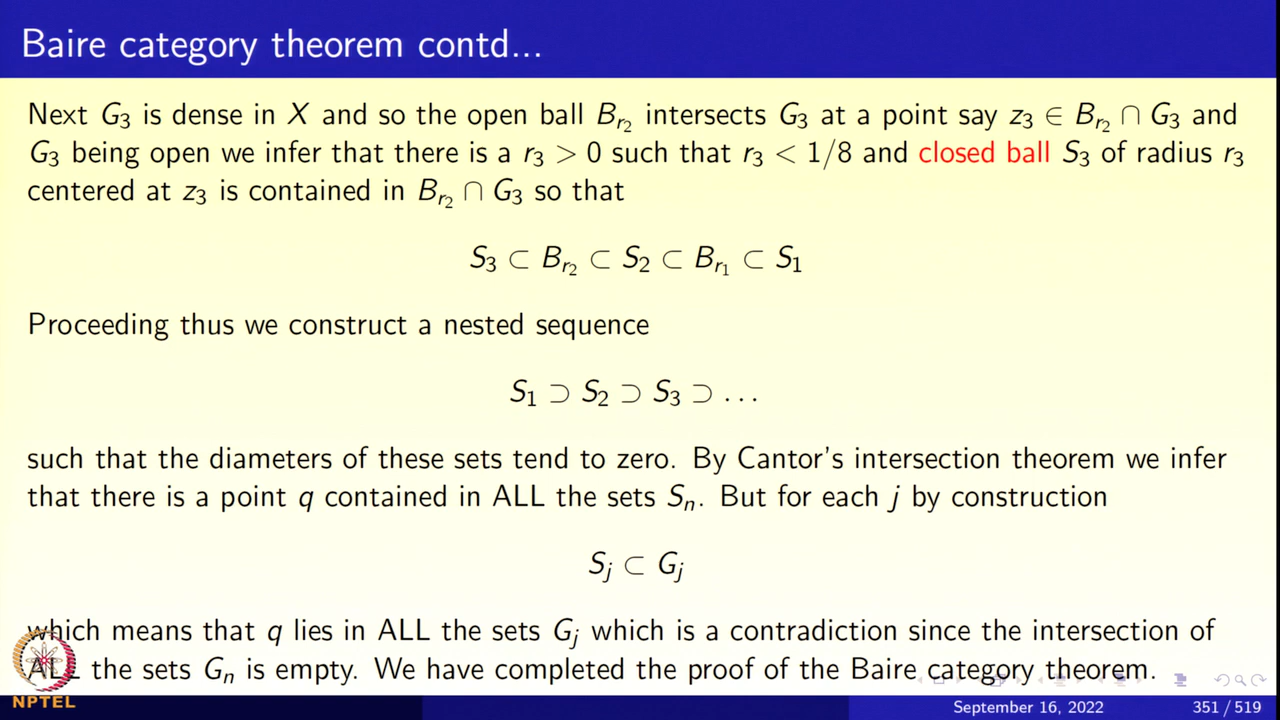 Baire category theorem contd...
Next G₃ is dense in X and so the open ball B_{r₂} intersects G₃ at a point say z₃ ∈ B_{r₂} ∩ G₃ and
G₃ being open we infer that there is a r₃ > 0 such that r₃ < 1/8 and closed ball S₃ of radius r₃
centered at z₃ is contained in B_{r₂} ∩ G₃ so that
S₃ ⊂ B_{r₂} ⊂ S₂ ⊂ B_{r₁} ⊂ S₁
Proceeding thus we construct a nested sequence
S₁ ⊃ S₂ ⊃ S₃ ⊃ ...
such that the diameters of these sets tend to zero. By Cantor's intersection theorem we infer
that there is a point q contained in ALL the sets Sₙ. But for each j by construction
Sⱼ ⊂ Gⱼ
which means that q lies in ALL the sets Gⱼ which is a contradiction since the intersection of
ALL the sets Gₙ is empty. We have completed the proof of the Baire category theorem.
NPTEL
September 16, 2022 351 / 519